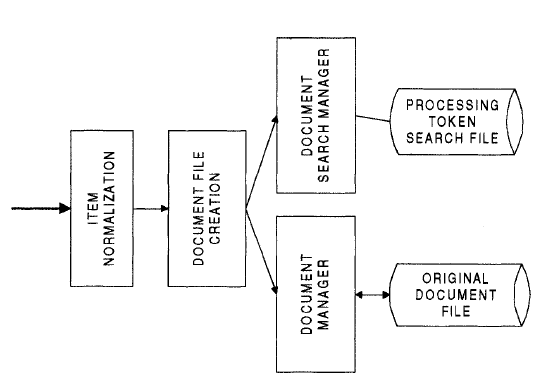 ITEM
NORMALIZATION
DOCUMENT FILE
CREATION
DOCUMENT
SEARCH MANAGER
PROCESSING
TOKEN
SEARCH FILE
DOCUMENT
MANAGER
ORIGINAL
DOCUMENT
FILE